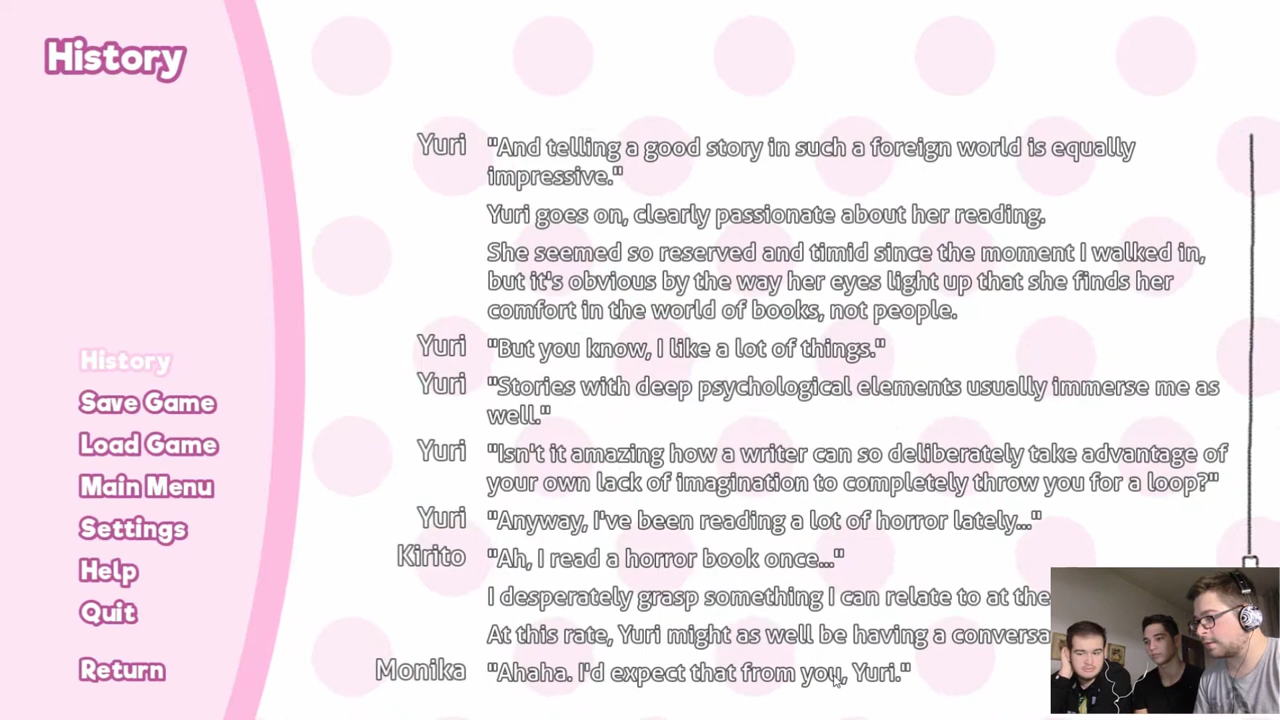 History
Yuri "And telling a good story in such a foreign world is equally
impressive."
Yuri goes on, clearly passionate about her reading.
She seemed so reserved and timid since the moment I walked in,
but it's obvious by the way her eyes light up that she finds her
comfort in the world of books, not people.
Yuri "But you know, I like a lot of things."
Yuri "Stories with deep psychological elements usually immerse me as
well."
Yuri "Isn't it amazing how a writer can so deliberately take advantage of
your own lack of imagination to completely throw you for a loop?"
Yuri "Anyway, I've been reading a lot of horror lately..."
Kirito "Ah, I read a horror book once..."
I desperately grasp something I can relate to at the
At this rate, Yuri might as well be having a
Monika "Ahaha. I'd expect that from you, Yuri."
History
Save Game
Load Game
Main Menu
Settings
Help
Quit
Return